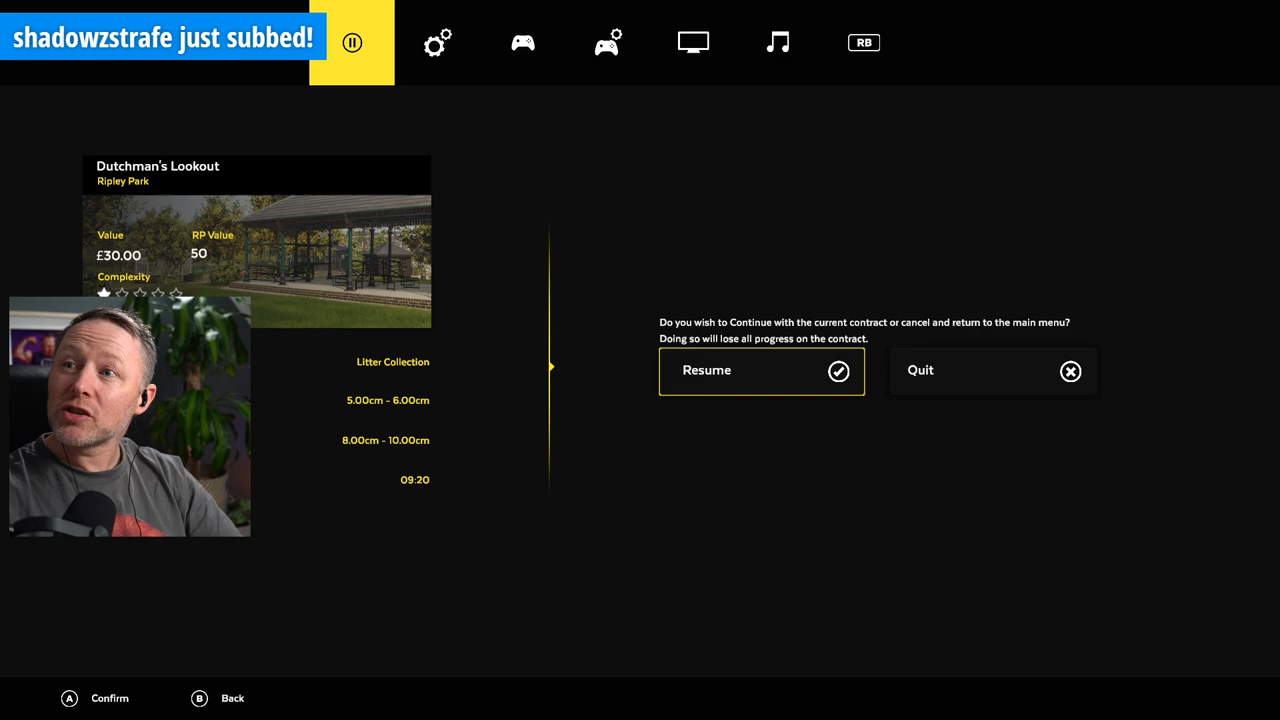 shadowzstrafe just subbed!
RB
Dutchman's Lookout
Ripley Park
Value
RP Value
£30.00
50
Complexity
Litter Collection
5.00cm - 6.00cm
8.00cm - 10.00cm
09:20
Do you wish to Continue with the current contract or cancel and return to the main menu?
Doing so will lose all progress on the contract.
Resume
Quit
A Confirm
B Back